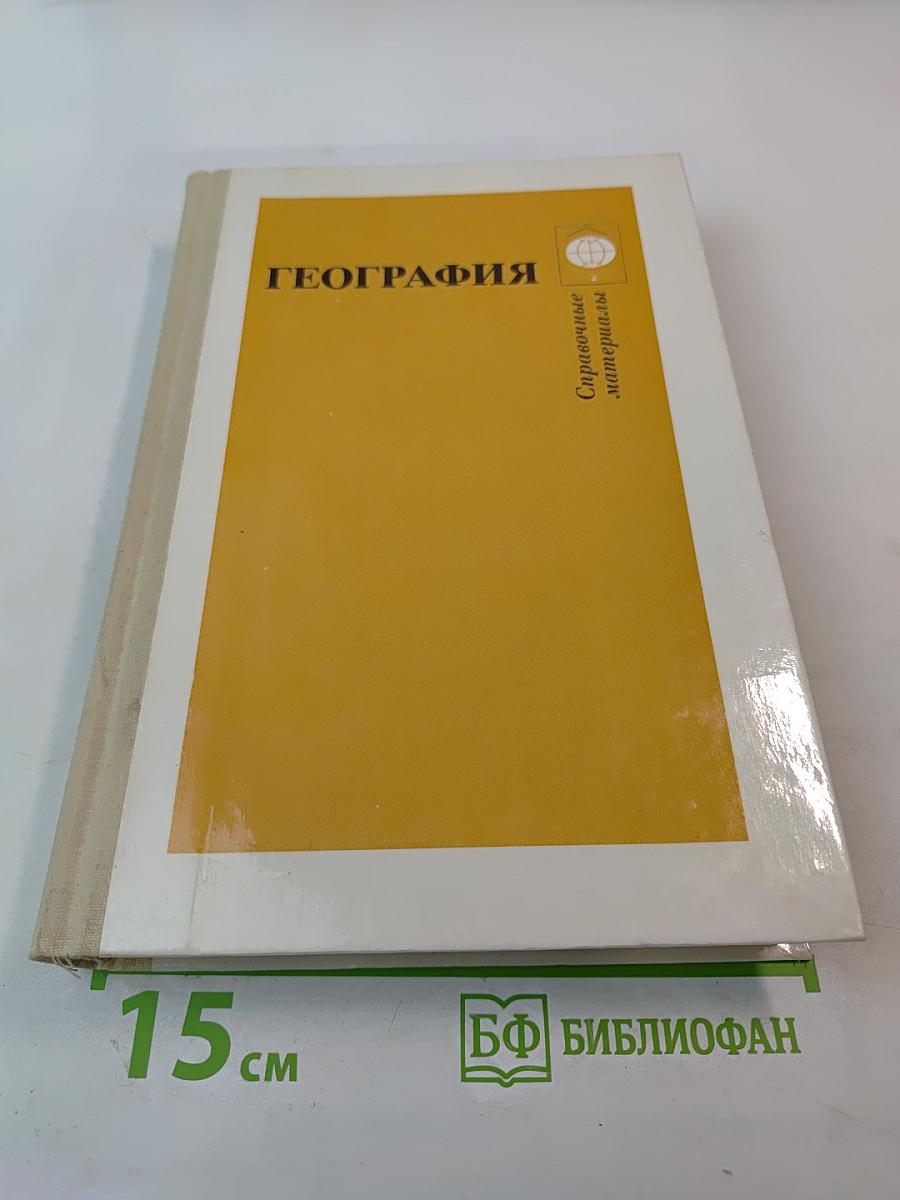 ГЕОГРАФИЯ
Справочные
материалы
15 см
БФ БИБЛИОФАН